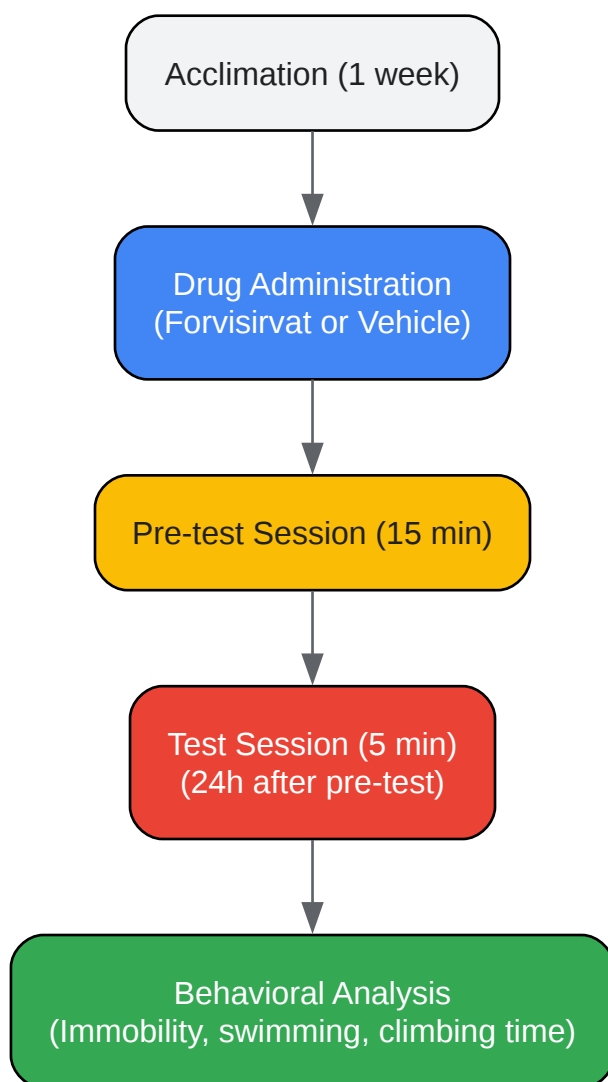 Acclimation (1 week)
Drug Administration
(Forvisirvat or Vehicle)
Pre-test Session (15 min)
Test Session (5 min)
(24h after pre-test)
Behavioral Analysis
(Immobility, swimming, climbing time)